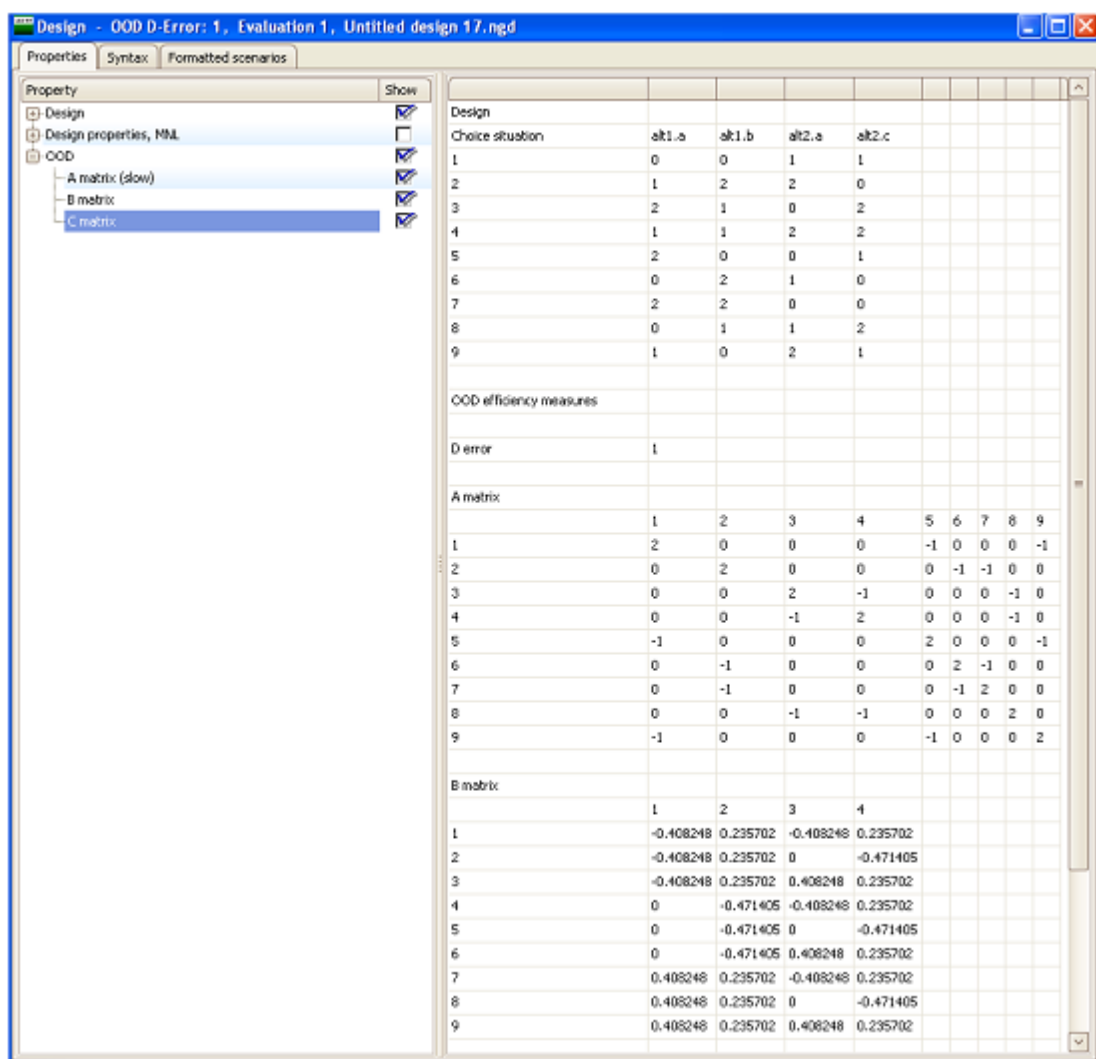 Design - OOD D-Error: 1, Evaluation 1, Untitled design 17.ngd
Properties Syntax Formatted scenarios
Property Show
Design
Design properties, MNL
OOD
A matrix (slow)
B matrix
C matrix
Design
Choice situation alt1.a alt1.b alt2.a alt2.c
1 0 0 1 1
2 1 2 2 0
3 2 1 0 2
4 1 1 2 2
5 2 0 0 1
6 0 2 1 0
7 2 2 0 0
8 0 1 1 2
9 1 0 2 1
OOD efficiency measures
D error 1
A matrix
1 2 3 4 5 6 7 8 9
1 2 0 0 0 -1 0 0 0 -1
2 0 2 0 0 0 -1 -1 0 0
3 0 0 2 -1 0 0 0 -1 0
4 0 0 -1 2 0 0 0 -1 0
5 -1 0 0 0 2 0 0 0 -1
6 0 -1 0 0 0 2 -1 0 0
7 0 -1 0 0 0 -1 2 0 0
8 0 0 -1 -1 0 0 0 2 0
9 -1 0 0 0 -1 0 0 0 2
B matrix
1 2 3 4
1 -0.408248 0.235702 -0.408248 0.235702
2 -0.408248 0.235702 0 -0.471405
3 -0.408248 0.235702 0.408248 0.235702
4 0 -0.471405 -0.408248 0.235702
5 0 -0.471405 0 -0.471405
6 0 -0.471405 0.408248 0.235702
7 0.408248 0.235702 -0.408248 0.235702
8 0.408248 0.235702 0 -0.471405
9 0.408248 0.235702 0.408248 0.235702